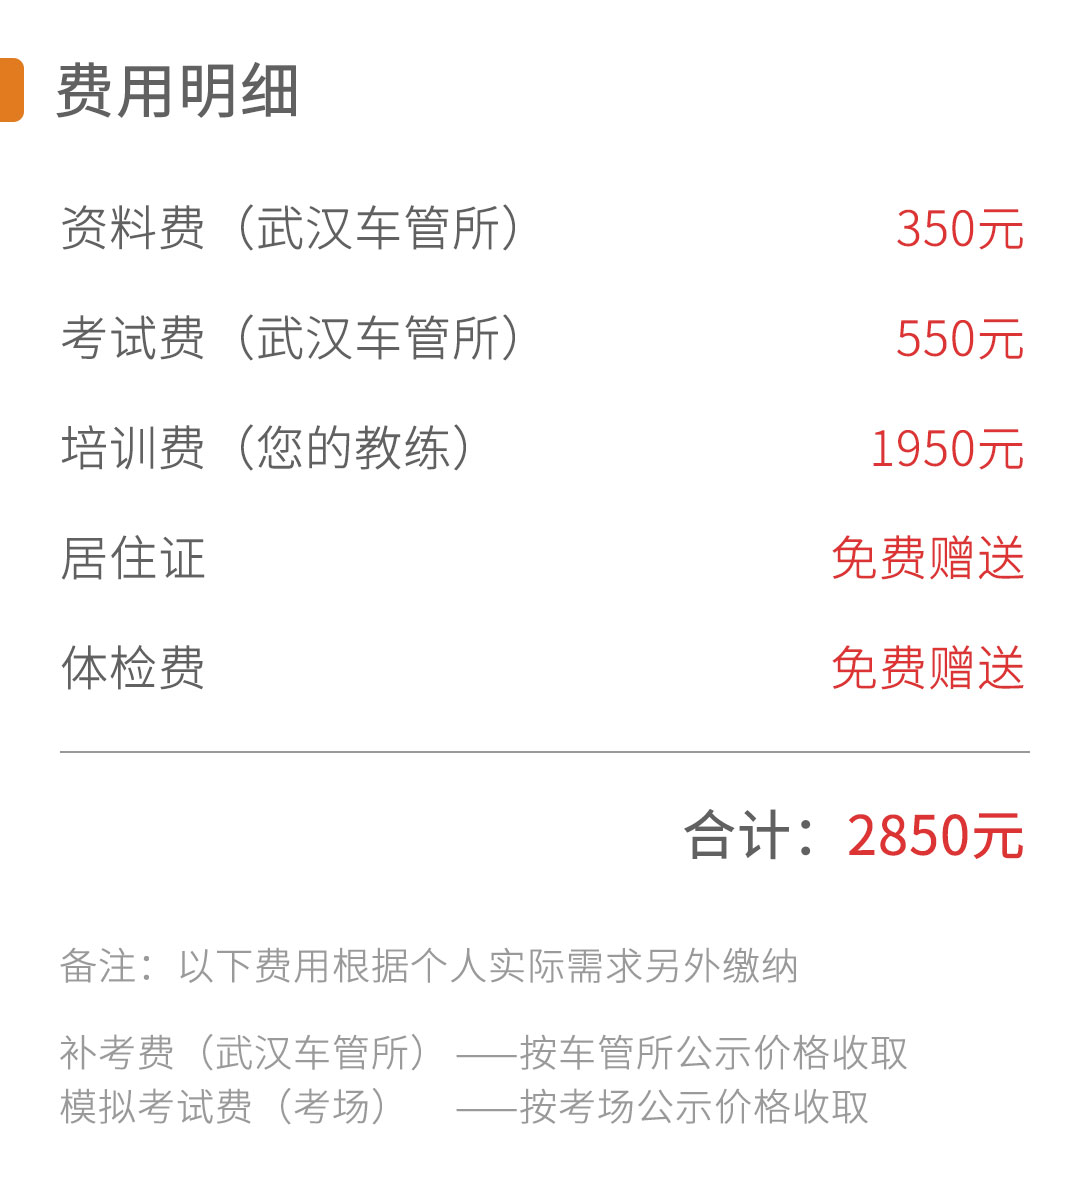 费用明细
资料费（武汉车管所） 350元
考试费（武汉车管所） 550元
培训费（您的教练） 1950元
居住证 免费赠送
体检费 免费赠送
合计：2850元
备注：以下费用根据个人实际需求另外缴纳
补考费（武汉车管所）——按车管所公示价格收取
模拟考试费（考场） ——按考场公示价格收取